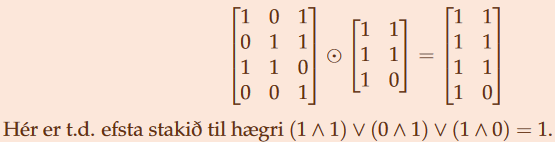 [1 0 1; 0 1 1; 1 1 0; 0 0 1] ⊙ [1 1; 1 1; 1 0] = [1 1; 1 1; 1 1; 1 0]
Hér er t.d. efsta stakið til hægri (1 ∧ 1) ∨ (0 ∧ 1) ∨ (1 ∧ 0) = 1.